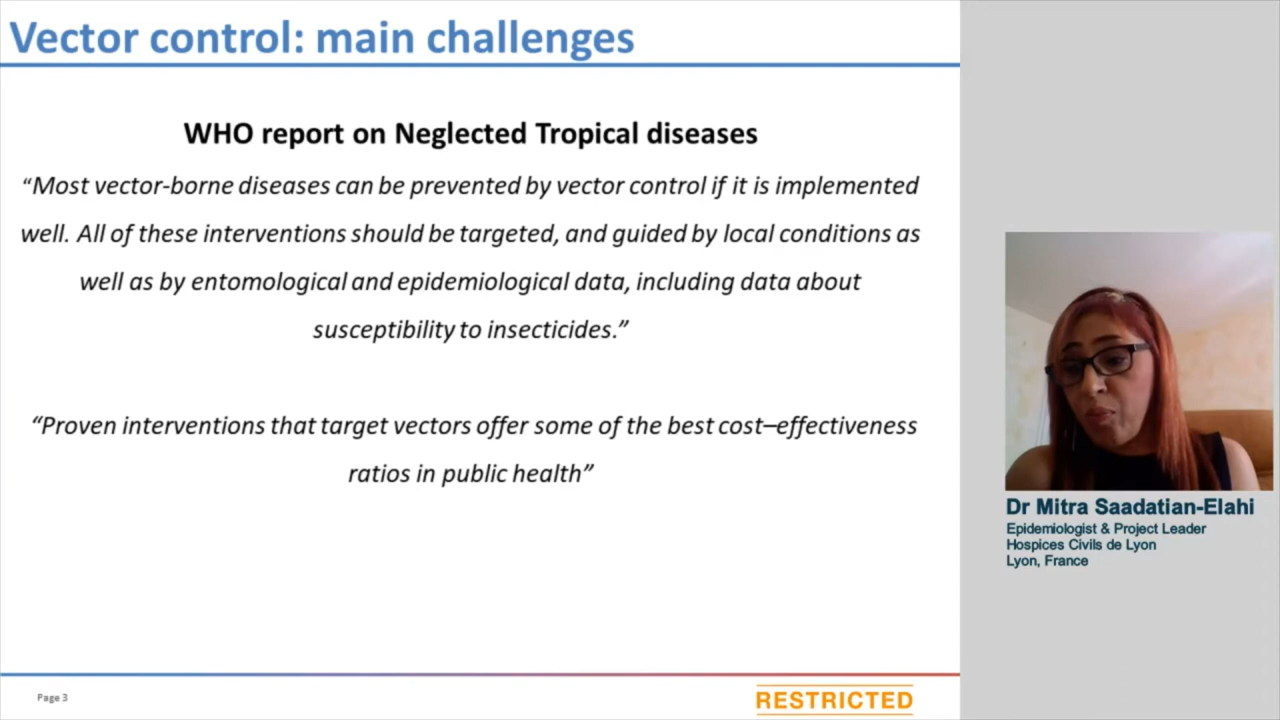 Vector control: main challenges
WHO report on Neglected Tropical diseases
“Most vector-borne diseases can be prevented by vector control if it is implemented
well. All of these interventions should be targeted, and guided by local conditions as
well as by entomological and epidemiological data, including data about
susceptibility to insecticides.”
“Proven interventions that target vectors offer some of the best cost–effectiveness
ratios in public health”
Dr Mitra Saadatian-Elahi
Epidemiologist & Project Leader
Hospices Civils de Lyon
Lyon, France
Page 3
RESTRICTED